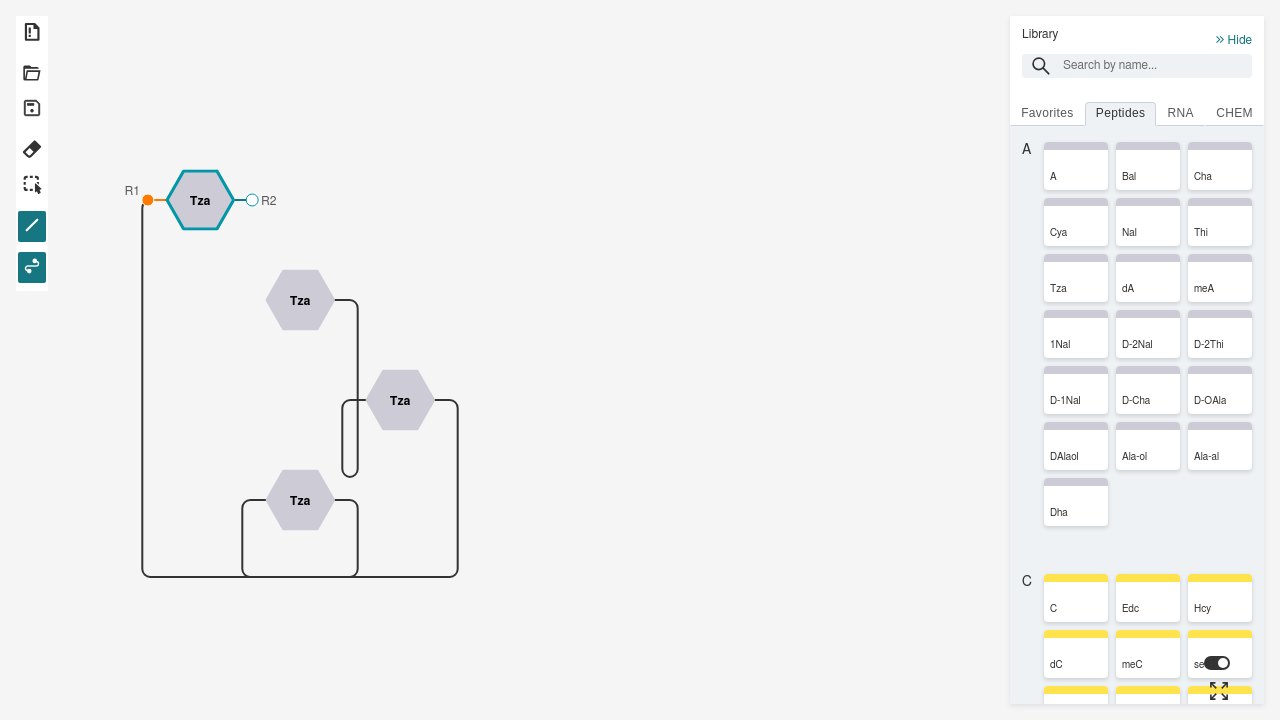 Library
Hide
Search by name...
Favorites Peptides RNA CHEM
R1 Tza R2
Tza
Tza
Tza
A
A Bal Cha
Cya Nal Thi
Tza dA meA
1Nal D-2Nal D-2Thi
D-1Nal D-Cha D-OAla
DAlaol Ala-ol Ala-al
Dha
C
C Edc Hcy
dC meC